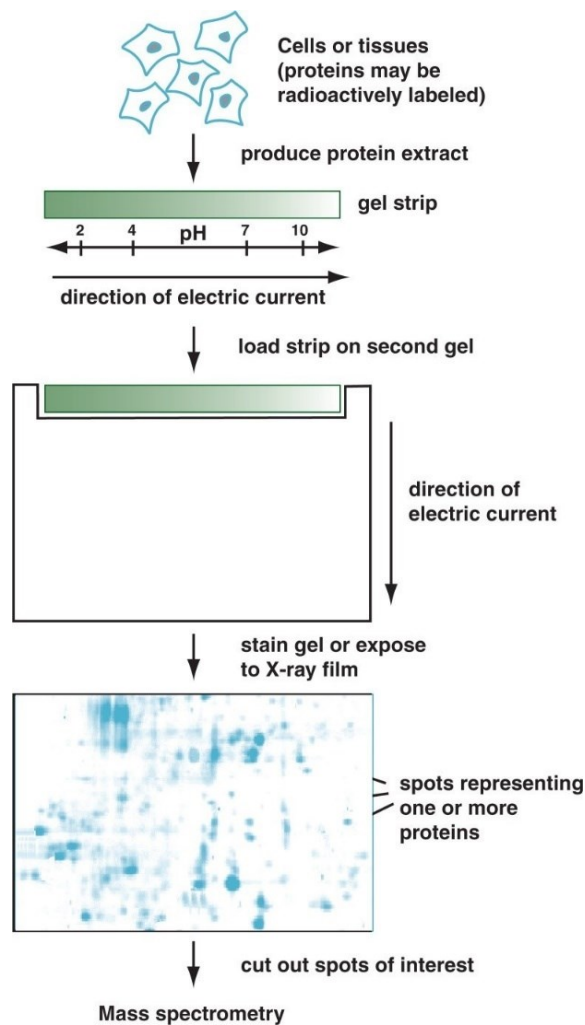 Cells or tissues
(proteins may be
radioactively labeled)
produce protein extract
gel strip
2 4 pH 7 10
direction of electric current
load strip on second gel
direction of
electric current
stain gel or expose
to X-ray film
spots representing
one or more
proteins
cut out spots of interest
Mass spectrometry